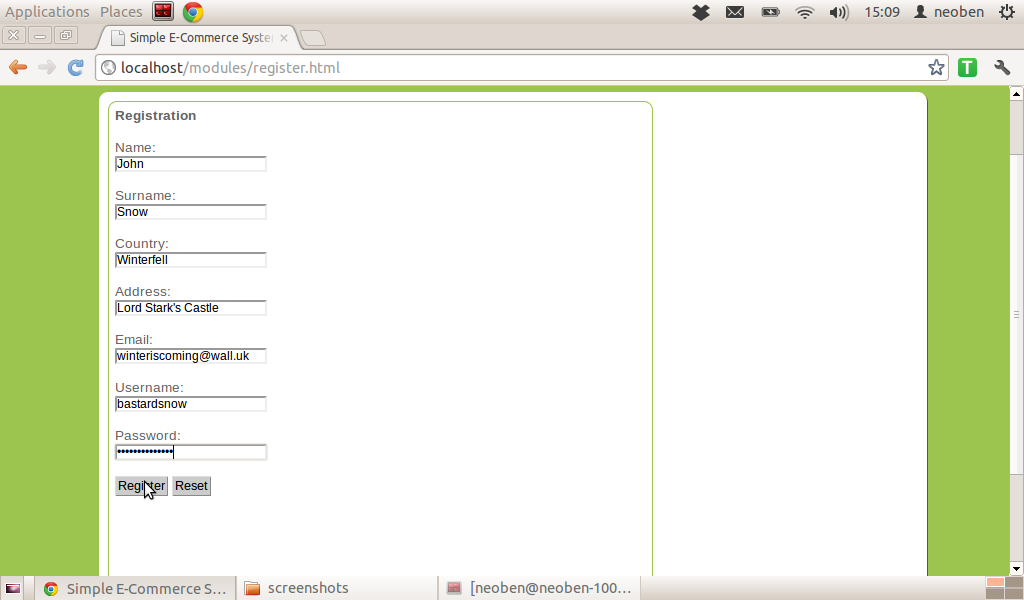 Applications Places 15:09 neoben
Simple E-Commerce Syste
localhost/modules/register.html
T
Registration
Name:
John
Surname:
Snow
Country:
Winterfell
Address:
Lord Stark's Castle
Email:
winteriscoming@wall.uk
Username:
bastardsnow
Password:
••••••••••••••
Register Reset
Simple E-Commerce S... screenshots [neoben@neoben-100...